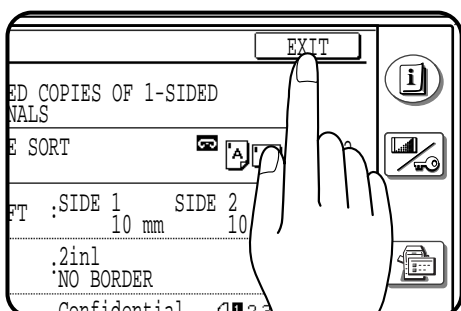 EXIT
ED COPIES OF 1-SIDED
NALS
E SORT
A
FT :SIDE 1 SIDE 2
10 mm 10
:2in1
NO BORDER
Confidential